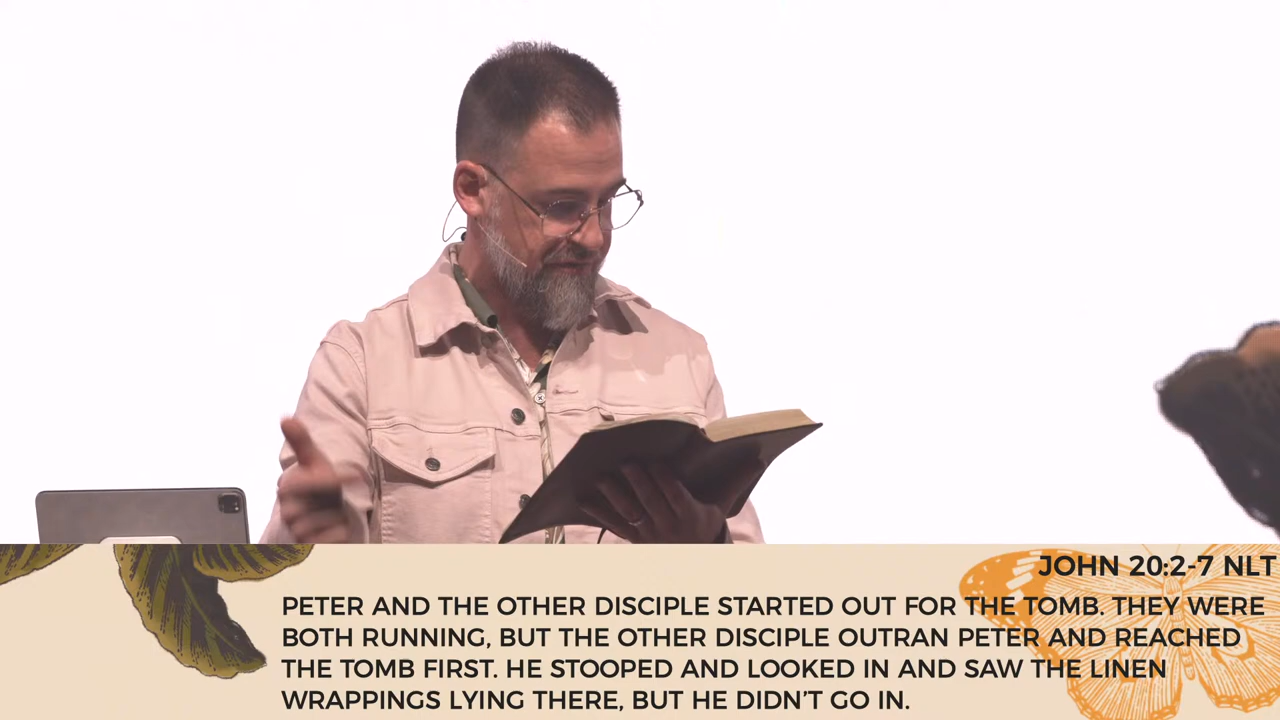 JOHN 20:2-7 NLT
PETER AND THE OTHER DISCIPLE STARTED OUT FOR THE TOMB. THEY WERE
BOTH RUNNING, BUT THE OTHER DISCIPLE OUTRAN PETER AND REACHED
THE TOMB FIRST. HE STOOPED AND LOOKED IN AND SAW THE LINEN
WRAPPINGS LYING THERE, BUT HE DIDN’T GO IN.